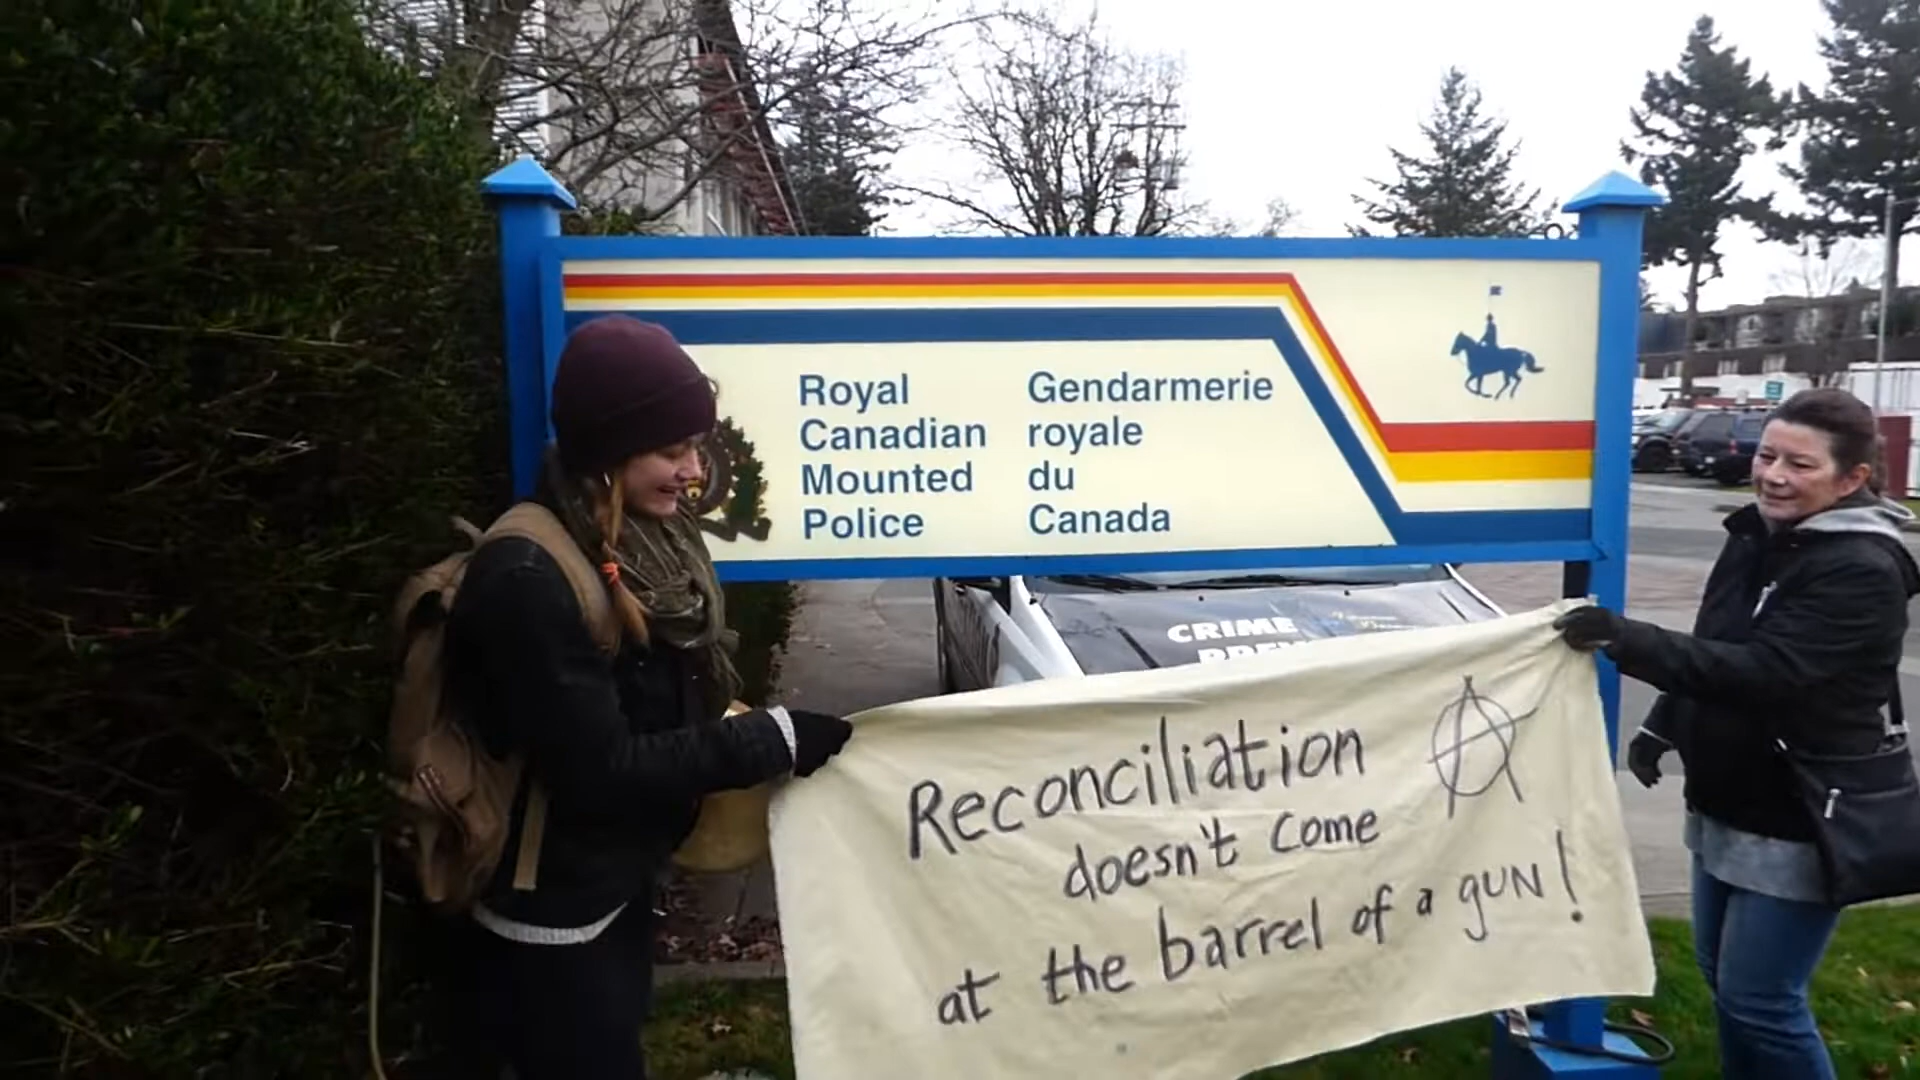 Royal
Canadian
Mounted
Police
Gendarmerie
royale
du
Canada
CRIME
Reconciliation
doesn't come
at the barrel of a gun!